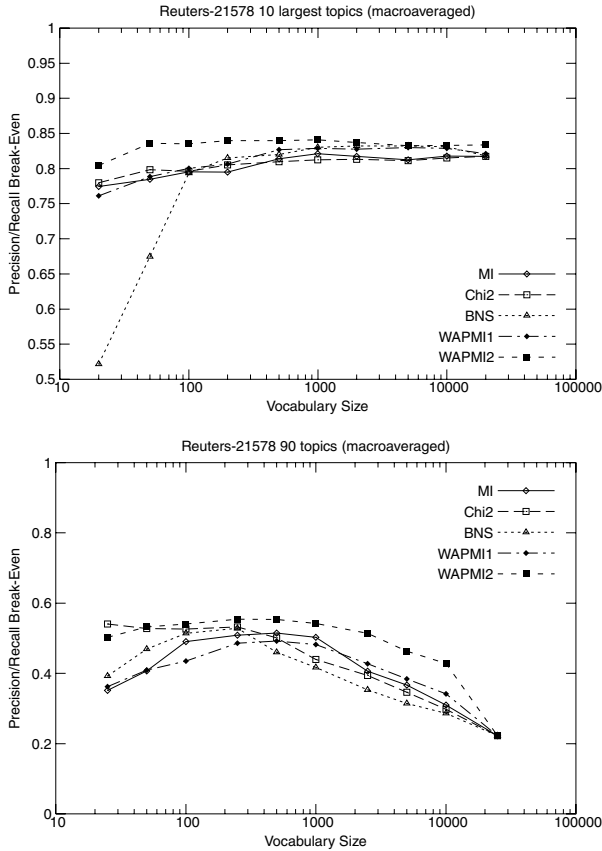 Reuters-21578 10 largest topics (macroaveraged)
1
0.95
0.9
0.85
0.8
0.75
0.7
0.65
0.6
0.55
0.5
Precision/Recall Break-Even
MI
Chi2
BNS
WAPMI1
WAPMI2
10 100 1000 10000 100000
Vocabulary Size
Reuters-21578 90 topics (macroaveraged)
1
0.8
0.6
0.4
0.2
0
Precision/Recall Break-Even
MI
Chi2
BNS
WAPMI1
WAPMI2
10 100 1000 10000 100000
Vocabulary Size